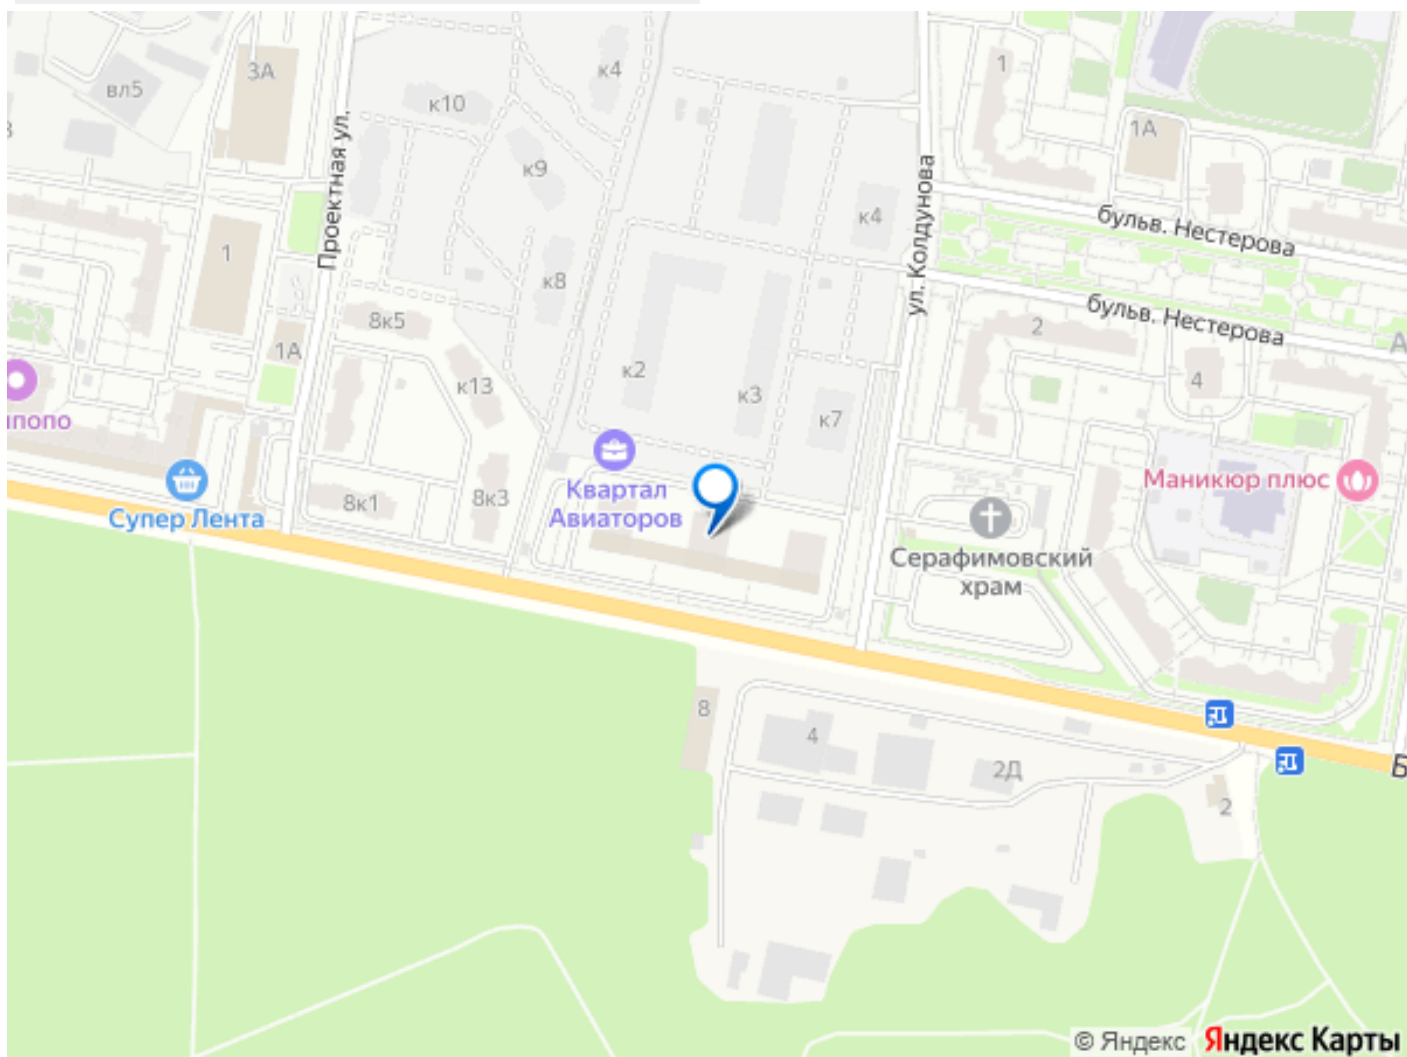 к4
1
3А
вл5
к10
1А
Проектная ул.
к9
ул. Колдунова
к4
бульв. Нестерова
1
к8
бульв. Нестерова
8к5
2
1А
к2
4
к13
к3
к7
Квартал
Авиаторов
Маникюр плюс
8к1
8к3
Супер Лента
Серафимовский
храм
8
4
2Д
2
© Яндекс Яндекс Карты